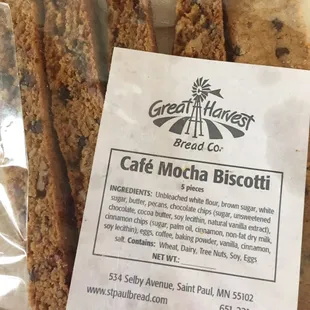 Great Harvest
Bread Co.
Café Mocha Biscotti
5 pieces
INGREDIENTS: Unbleached white flour, brown sugar, white
sugar, butter, pecans, chocolate chips (sugar, unsweetened
chocolate, cocoa butter, soy lecithin, natural vanilla extract),
cinnamon chips (sugar, palm oil, cinnamon, non-fat dry milk,
soy lecithin), eggs, coffee, baking powder, vanilla, cinnamon,
salt. Contains: Wheat, Dairy, Tree Nuts, Soy, Eggs
NET WT.:
534 Selby Avenue, Saint Paul, MN 55102
www.stpaulbread.com